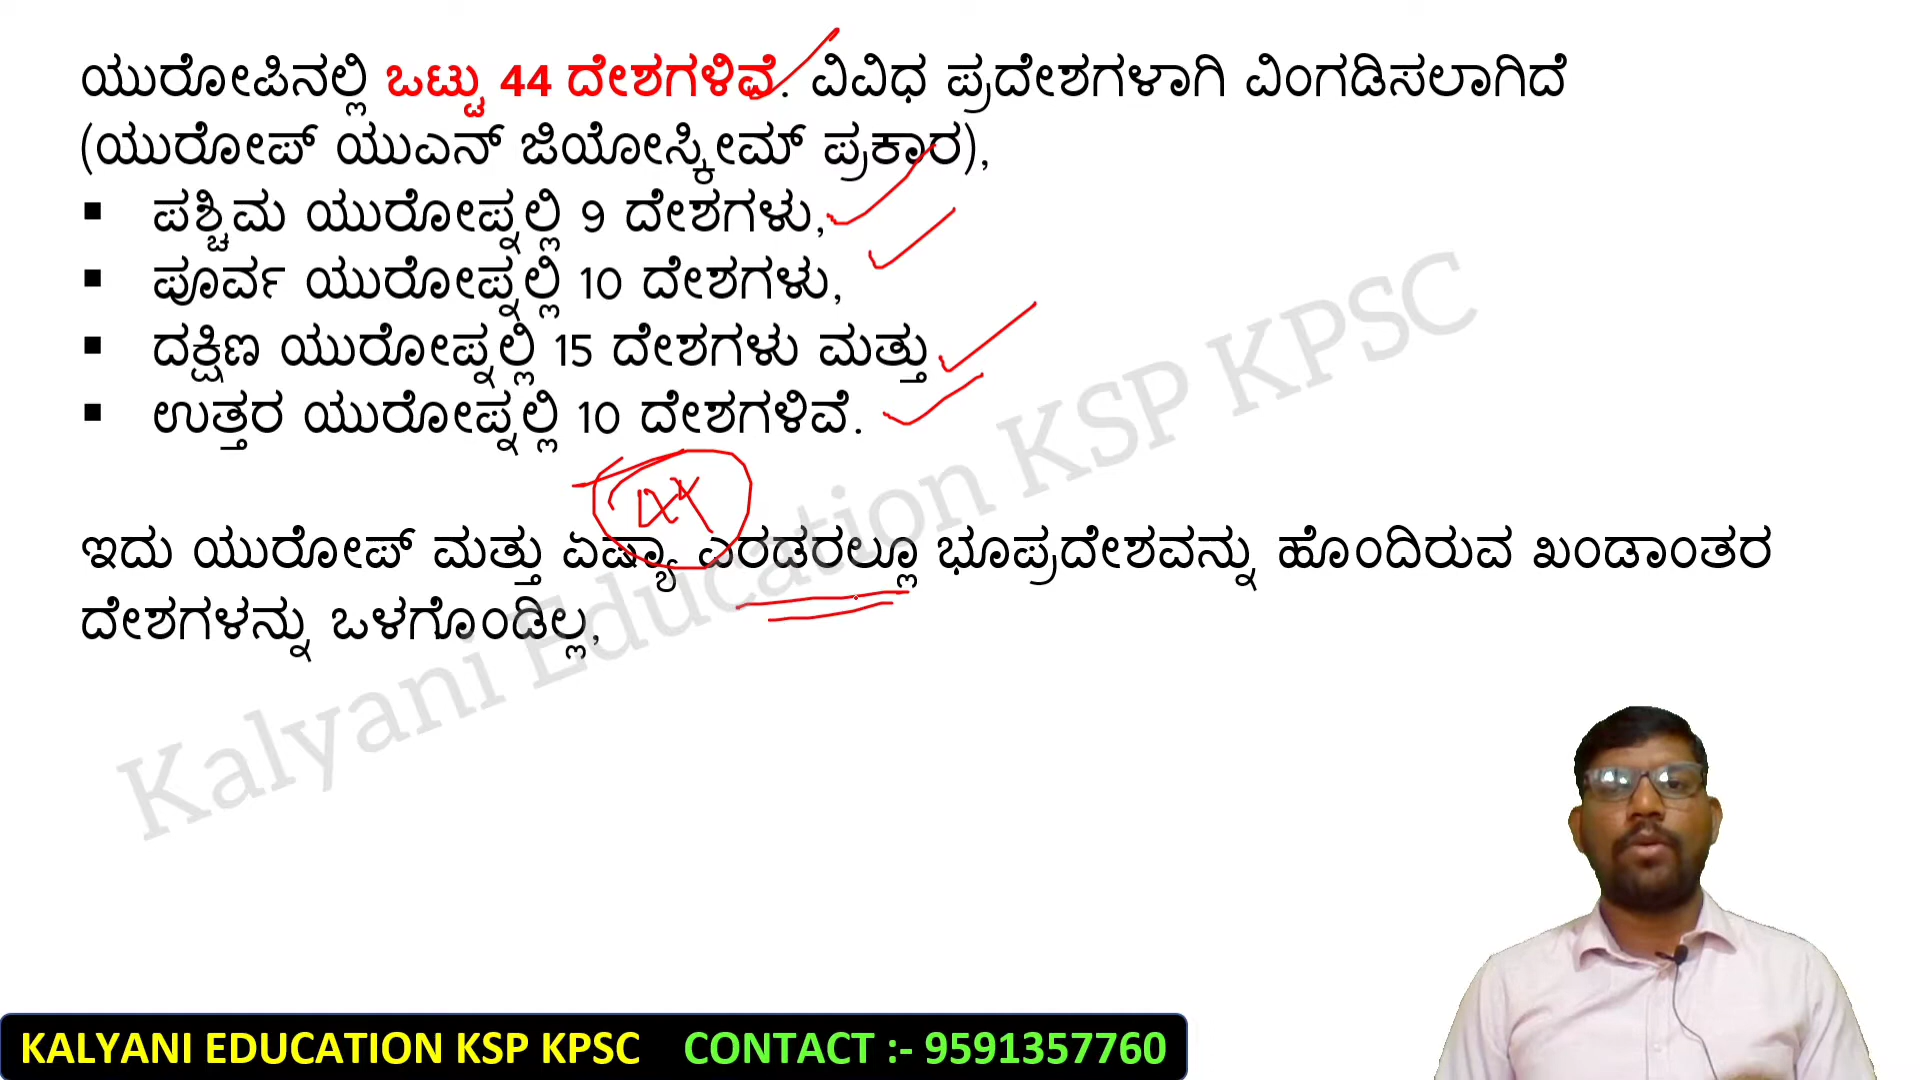 ಯುರೋಪಿನಲ್ಲಿ ಒಟ್ಟು 44 ದೇಶಗಳಿವೆ. ವಿವಿಧ ಪ್ರದೇಶಗಳಾಗಿ ವಿಂಗಡಿಸಲಾಗಿದೆ
(ಯುರೋಪ್ ಯುಎನ್ ಜಿಯೋಸ್ಕೀಮ್ ಪ್ರಕಾರ),
▪ ಪಶ್ಚಿಮ ಯುರೋಪ್ನಲ್ಲಿ 9 ದೇಶಗಳು,
▪ ಪೂರ್ವ ಯುರೋಪ್ನಲ್ಲಿ 10 ದೇಶಗಳು,
▪ ದಕ್ಷಿಣ ಯುರೋಪ್ನಲ್ಲಿ 15 ದೇಶಗಳು ಮತ್ತು
▪ ಉತ್ತರ ಯುರೋಪ್ನಲ್ಲಿ 10 ದೇಶಗಳಿವೆ.
44
ಇದು ಯುರೋಪ್ ಮತ್ತು ಏಷ್ಯಾ ಎರಡರಲ್ಲೂ ಭೂಪ್ರದೇಶವನ್ನು ಹೊಂದಿರುವ ಖಂಡಾಂತರ
ದೇಶಗಳನ್ನು ಒಳಗೊಂಡಿಲ್ಲ,
Kalyani Education KSP KPSC
KALYANI EDUCATION KSP KPSC CONTACT :- 9591357760